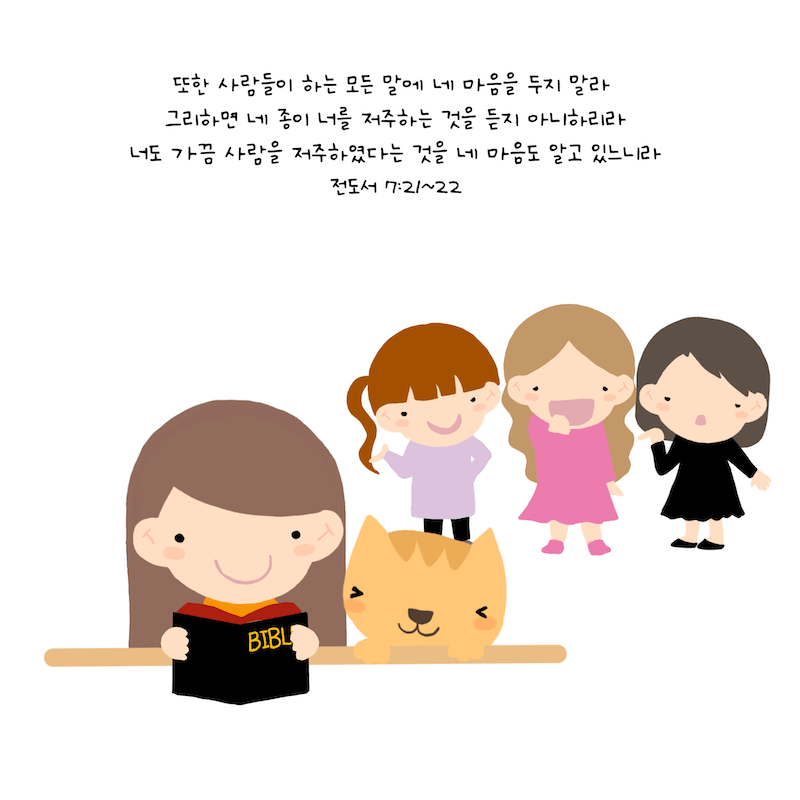 또한 사람들이 하는 모든 말에 네 마음을 두지 말라
그리하면 네 종이 너를 저주하는 것을 듣지 아니하리라
너도 가끔 사람을 저주하였다는 것을 네 마음도 알고 있느니라
전도서 7:21~22
BIBL